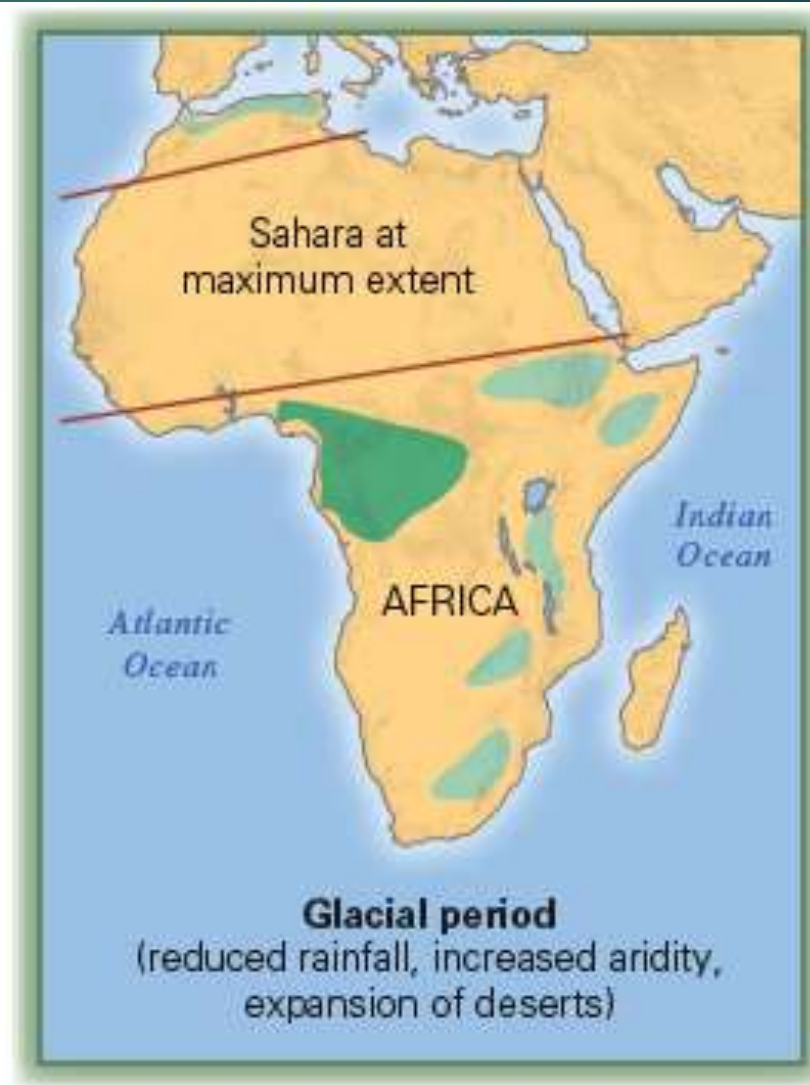 Sahara at
maximum extent
Indian
Ocean
AFRICA
Atlantic
Ocean
Glacial period
(reduced rainfall, increased aridity,
expansion of deserts)